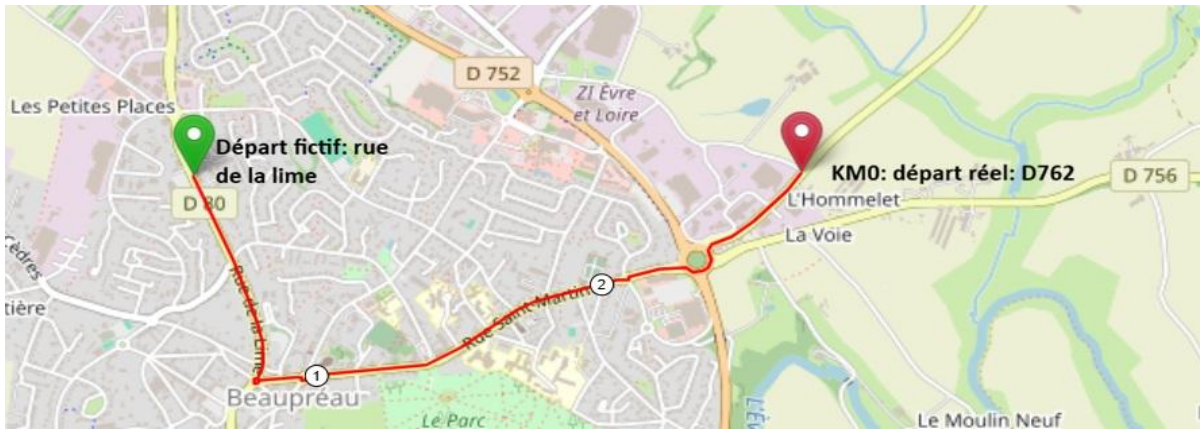 D 752
ZI Èvre
et Loire
Les Petites Places
Départ fictif: rue
de la lime
KM0: départ réel: D762
D 756
D 80
L'Hommelet
La Voie
Cèdres
tière
Rue de la Lime
2
Rue Saint-Martin
1
Beaupréau
Le Parc
L'Èv
Le Moulin Neuf